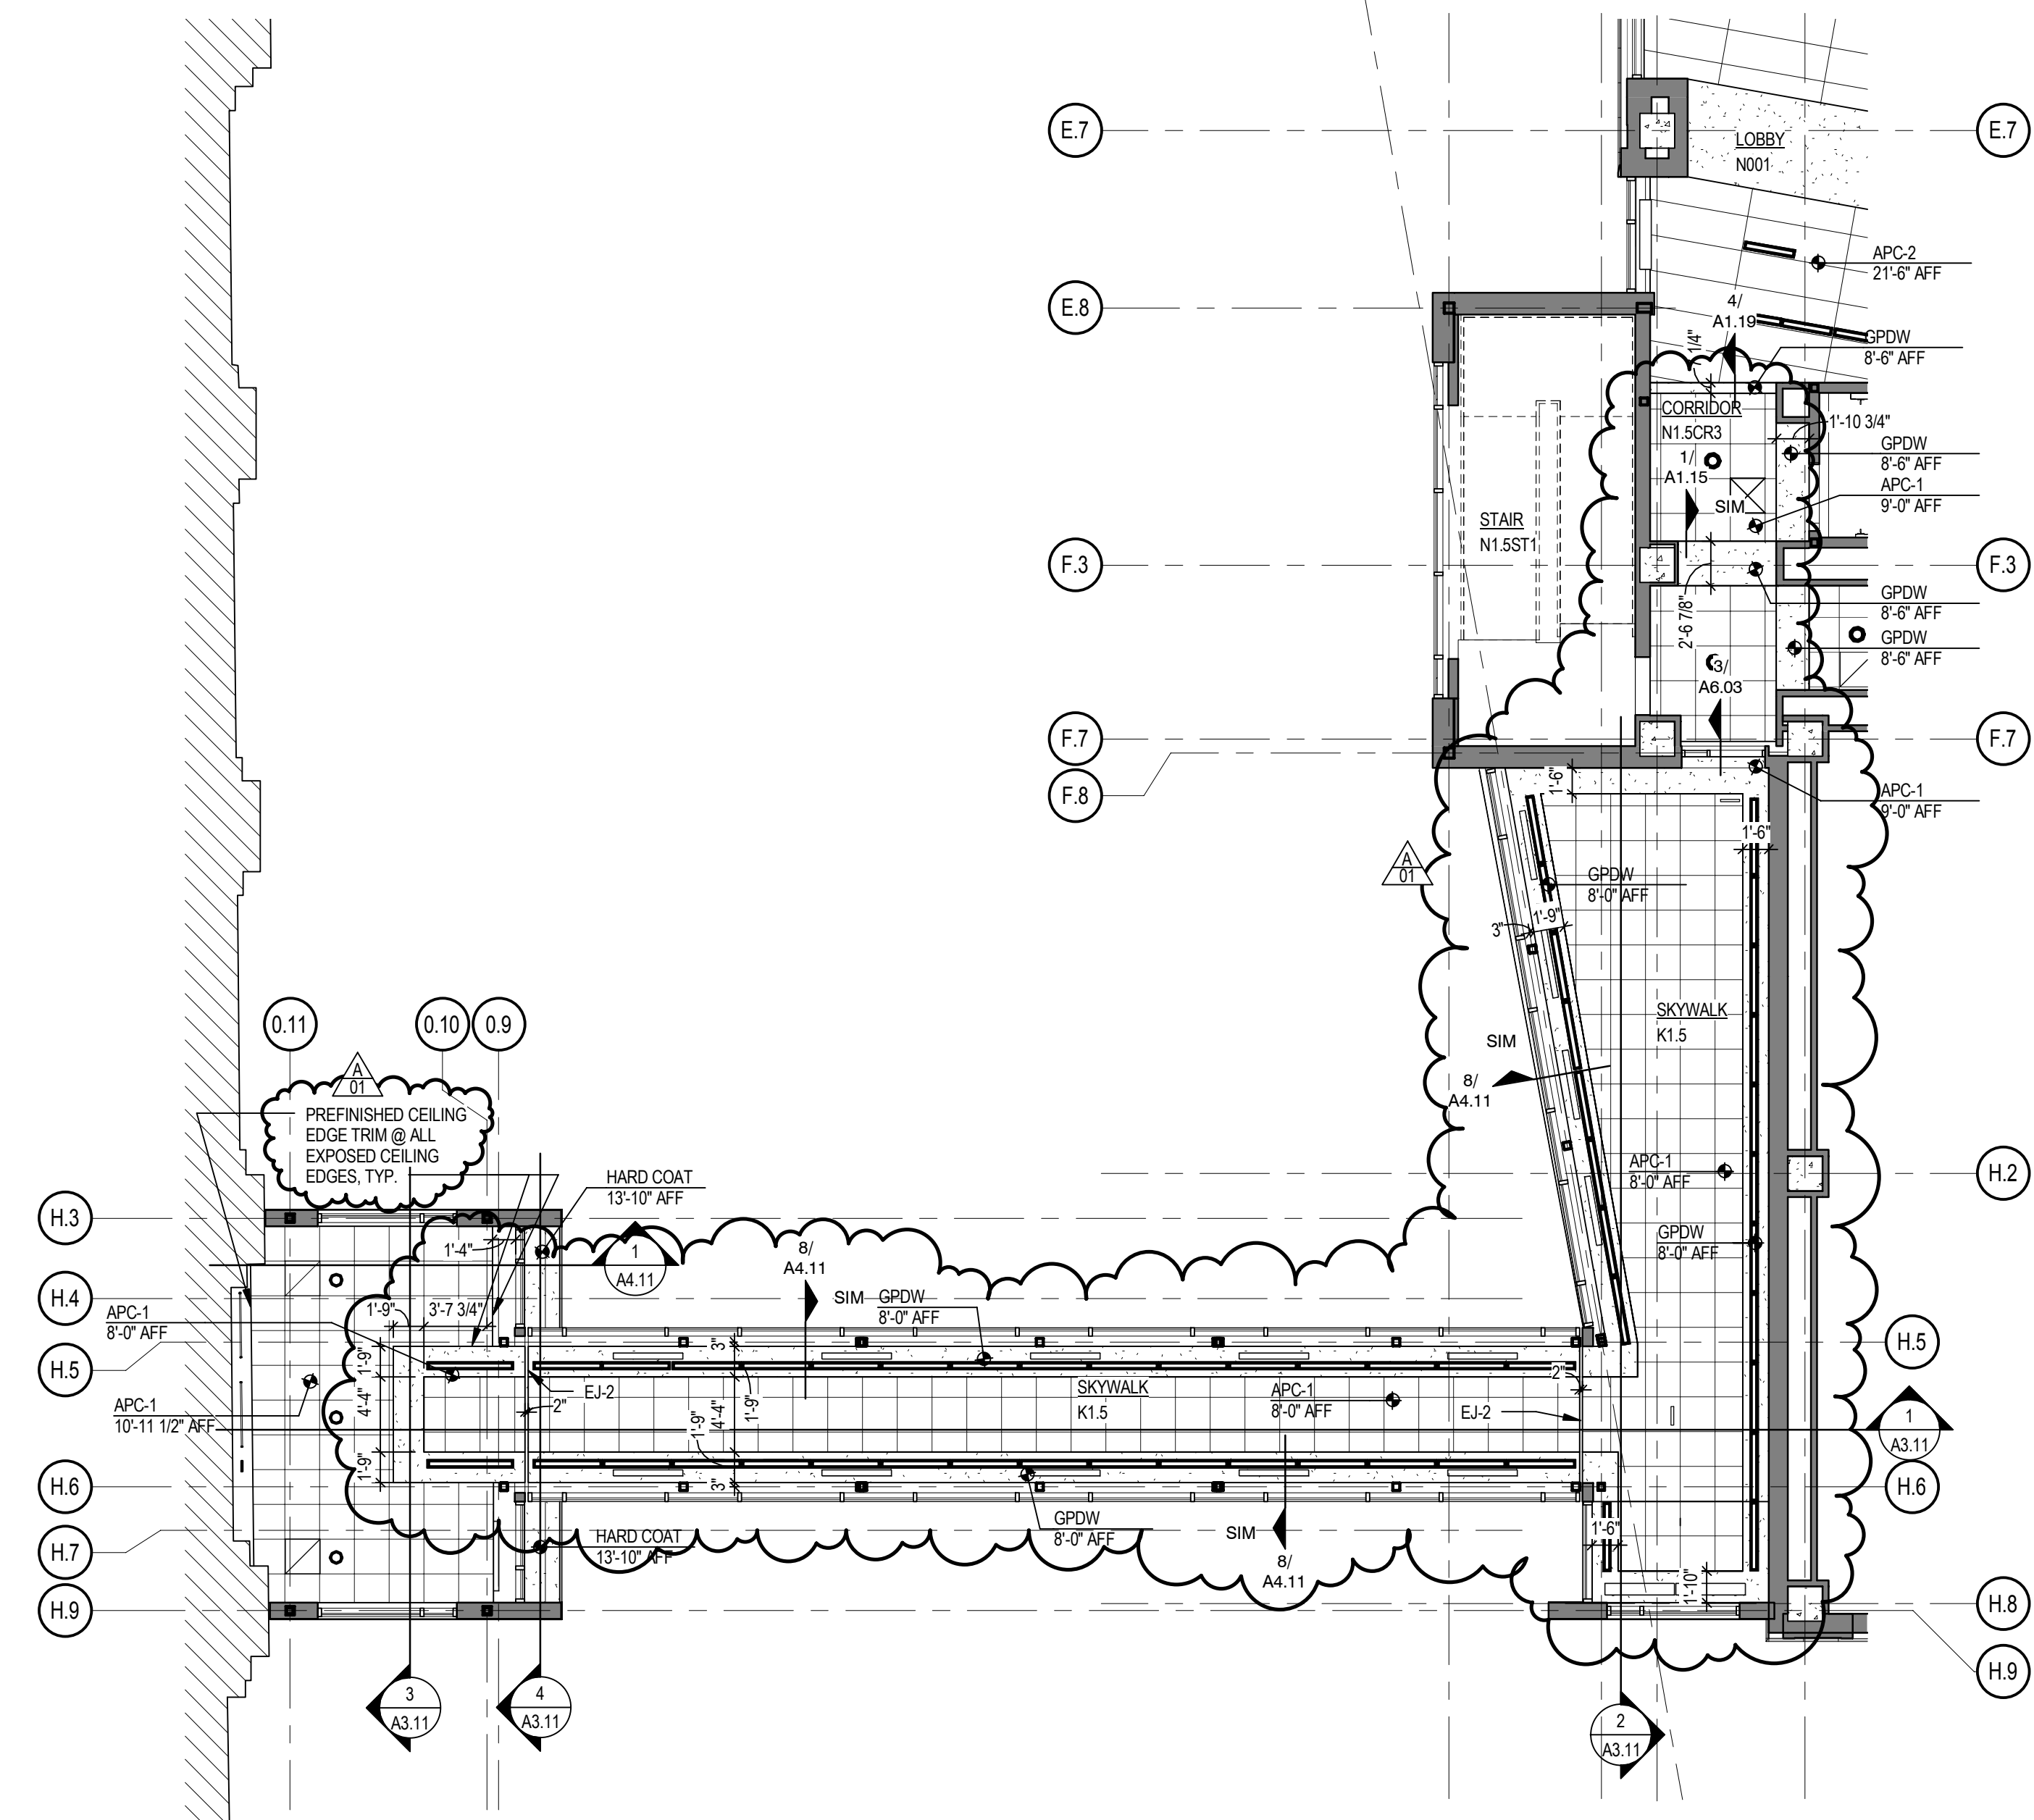 E.7
E.7
LOBBY
N001
APC-2
21'-6" AFF
E.8
4/
A1.19
GPDW
8'-6" AFF
7 1/4"
CORRIDOR
N1.5CR3
1'-10 3/4"
GPDW
8'-6" AFF
1/
A1.15
SIM
APC-1
9'-0" AFF
STAIR
N1.5ST1
F.3
F.3
GPDW
8'-6" AFF
2'-6 7/8"
GPDW
8'-6" AFF
3/
A6.03
F.7
F.7
F.8
1'-6"
APC-1
9'-0" AFF
1'-6"
A
01
GPDW
8'-0" AFF
1'-9"
3"
SKYWALK
K1.5
0.11
0.10
0.9
SIM
8/
A4.11
A
01
PREFINISHED CEILING
EDGE TRIM @ ALL
EXPOSED CEILING
EDGES, TYP.
HARD COAT
13'-10" AFF
APC-1
8'-0" AFF
H.2
H.3
1'-4"
1
A4.11
8/
A4.11
GPDW
8'-0" AFF
H.4
SIM
GPDW
8'-0" AFF
APC-1
8'-0" AFF
1'-9"
3'-7 3/4"
H.5
H.5
3"
1'-9"
2"
EJ-2
2"
SKYWALK
K1.5
APC-1
8'-0" AFF
EJ-2
4'-4"
4'-4"
1'-9"
1'-9"
APC-1
10'-11 1/2" AFF
1
A3.11
1'-9"
3"
H.6
H.6
GPDW
8'-0" AFF
SIM
8/
A4.11
1'-6"
1'-10"
H.7
HARD COAT
13'-10" AFF
H.9
H.8
H.9
3
A3.11
4
A3.11
2
A3.11